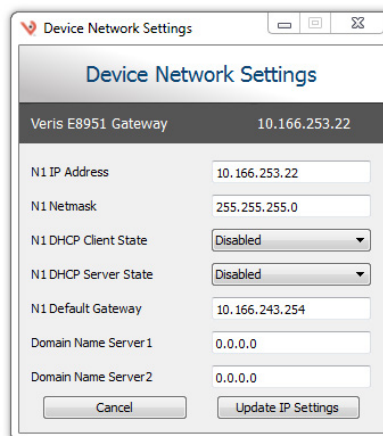 Device Network Settings
Device Network Settings
Veris E8951 Gateway 10.166.253.22
N1 IP Address 10.166.253.22
N1 Netmask 255.255.255.0
N1 DHCP Client State Disabled
N1 DHCP Server State Disabled
N1 Default Gateway 10.166.243.254
Domain Name Server1 0.0.0.0
Domain Name Server2 0.0.0.0
Cancel Update IP Settings